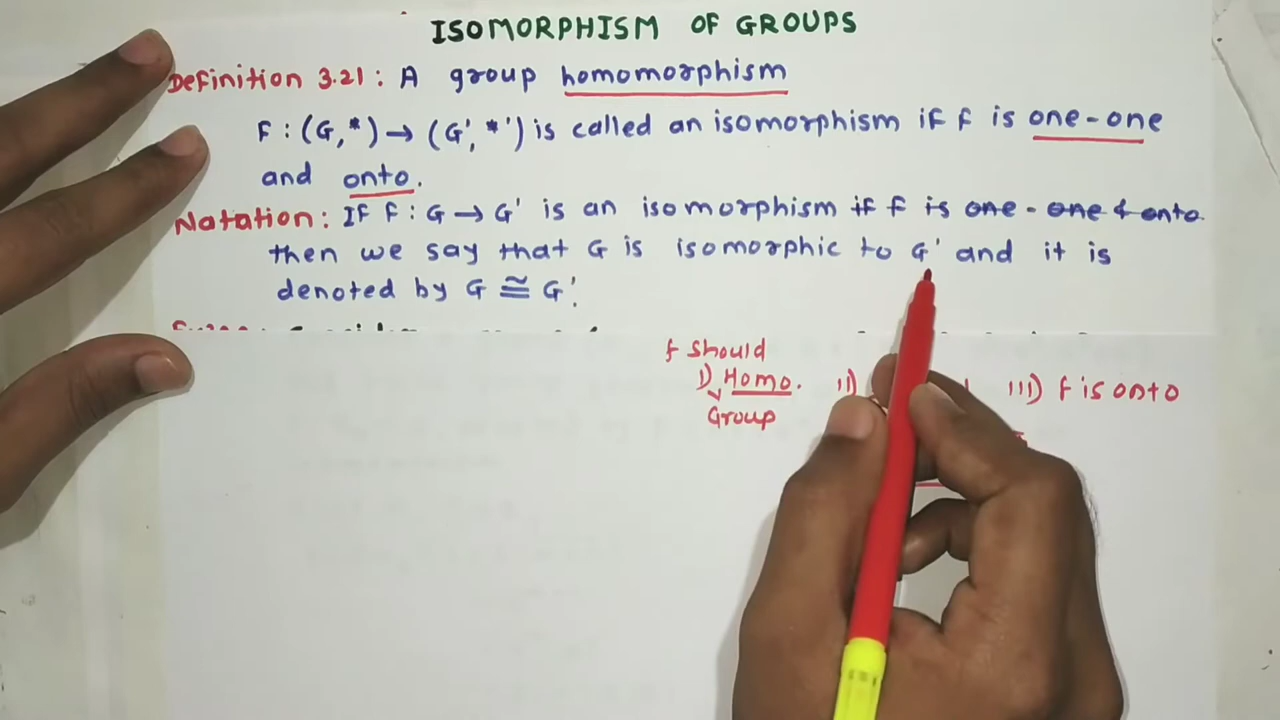 ISOMORPHISM OF GROUPS
Definition 3.21: A group homomorphism
F : (G,*) → (G',*') is called an isomorphism if f is one-one
and onto.
Notation: If F : G → G' is an isomorphism if f is one-one & onto
then we say that G is isomorphic to G' and it is
denoted by G ≅ G'.
f should
i) Homo. ii) iii) f is onto
Group